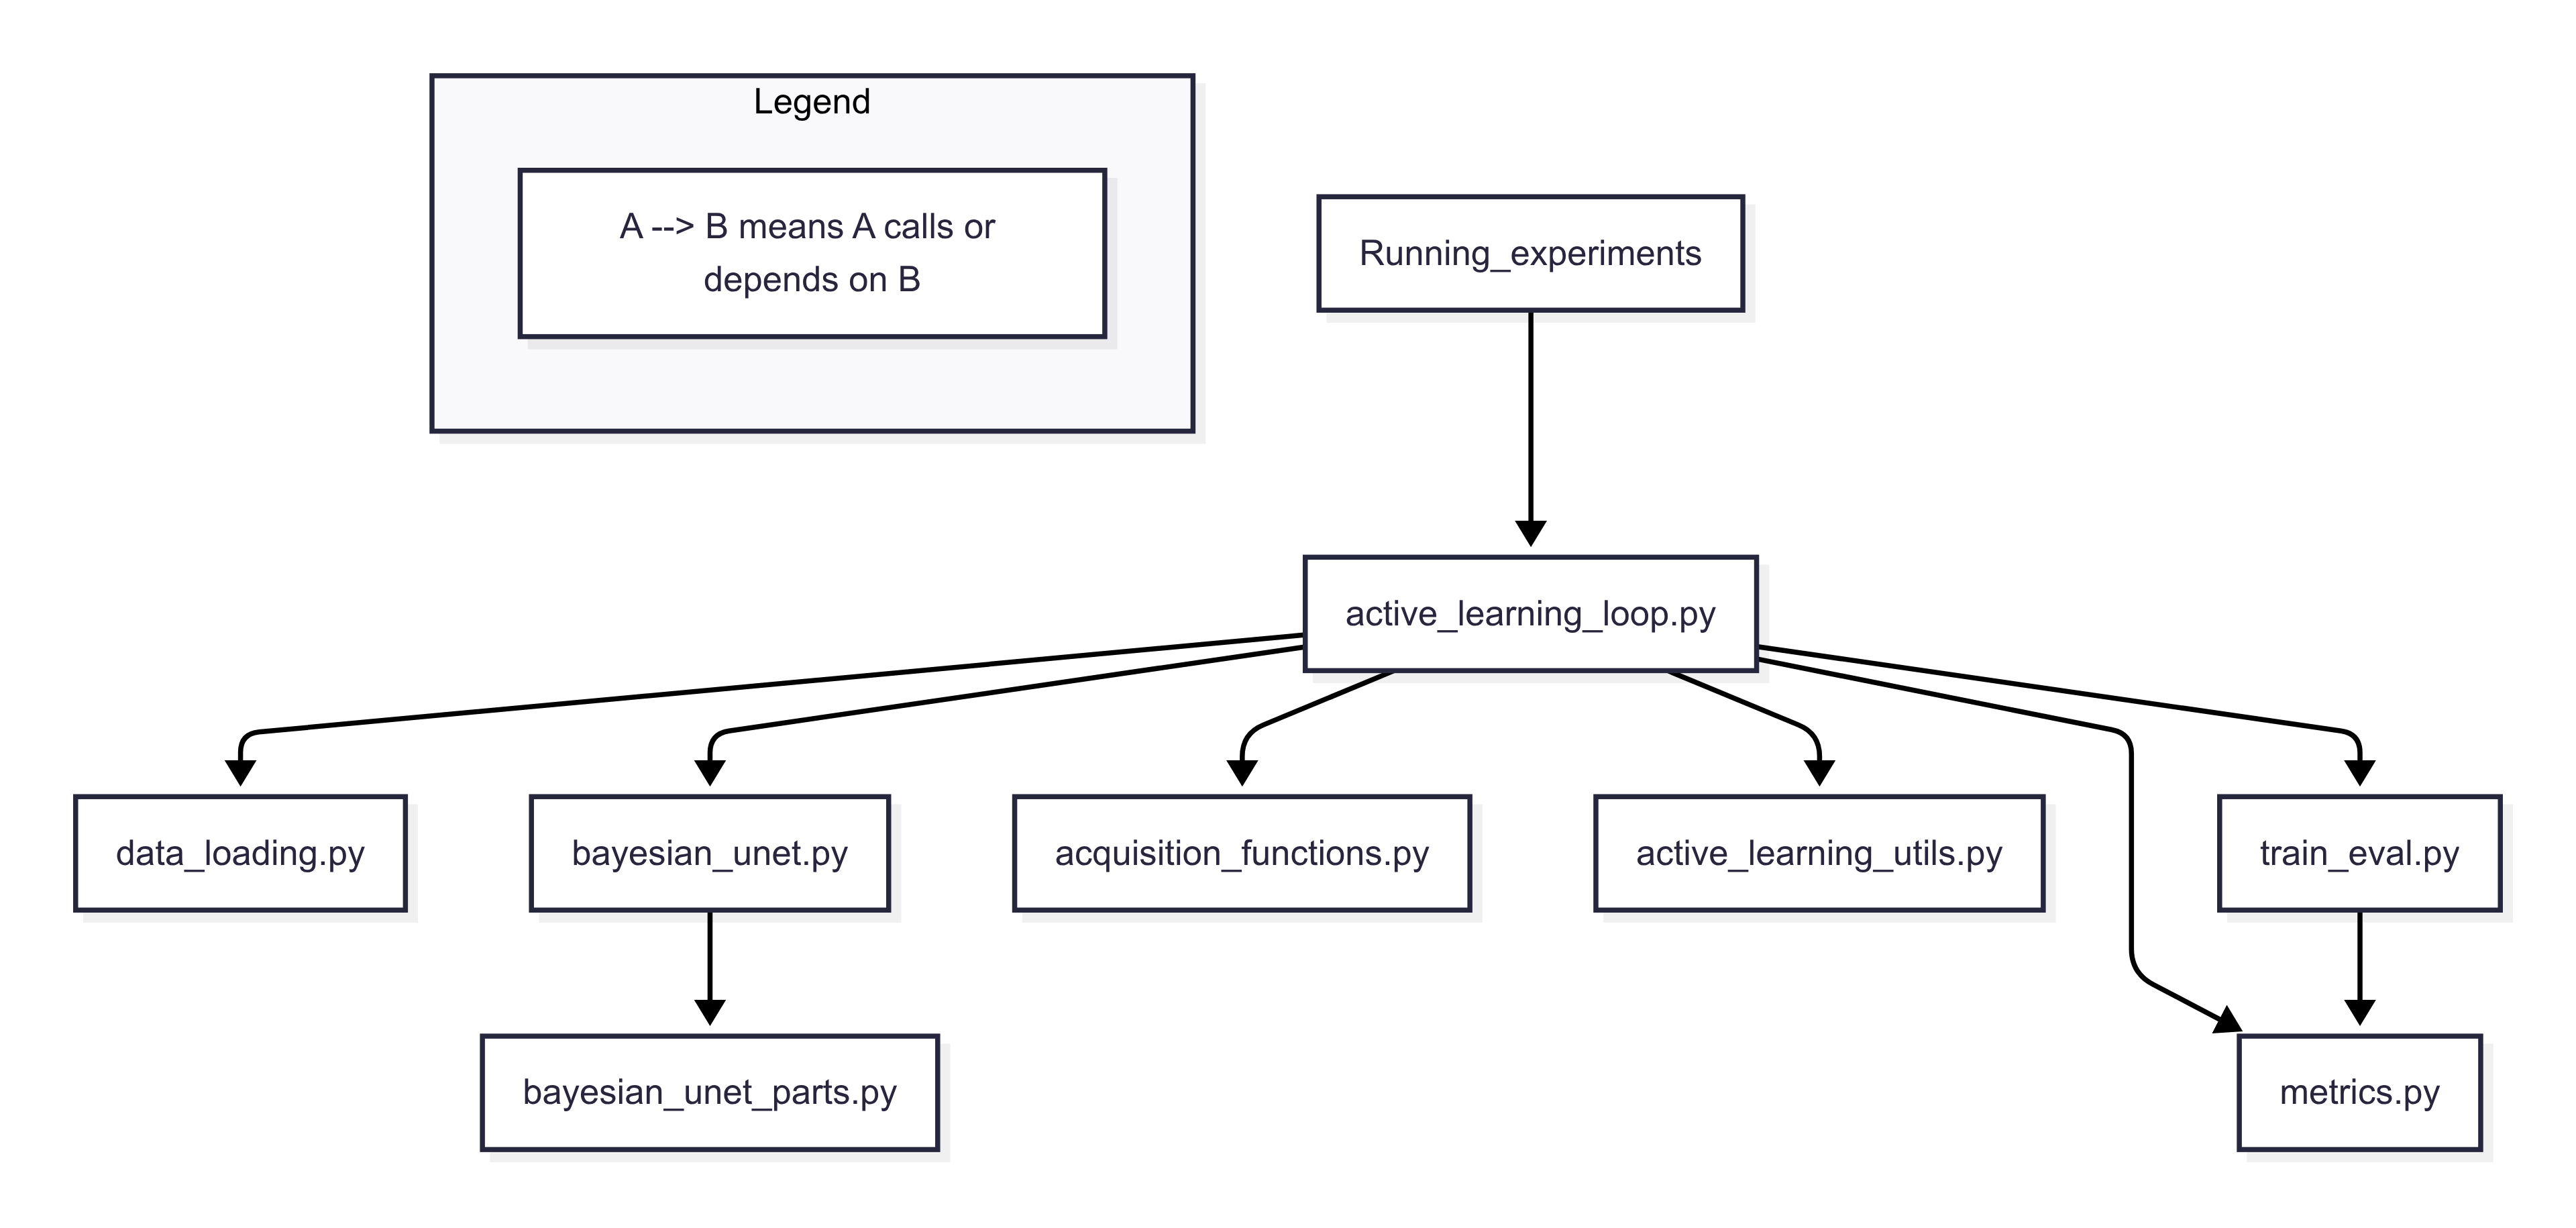 Legend
A --> B means A calls or
depends on B
Running_experiments
active_learning_loop.py
data_loading.py
bayesian_unet.py
acquisition_functions.py
active_learning_utils.py
train_eval.py
bayesian_unet_parts.py
metrics.py